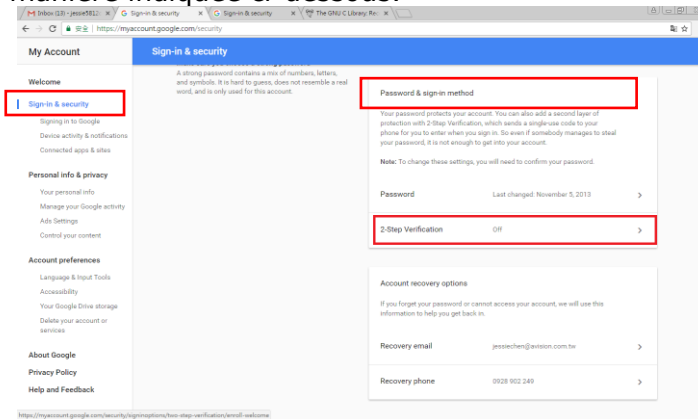 Inbox (13) - jessie5812
Sign-in & security
Sign-in & security
The GNU C Library: Re
https://myaccount.google.com/security
My Account
Sign-in & security
Welcome
Sign-in & security
Signing in to Google
Device activity & notifications
Connected apps & sites
Personal info & privacy
Your personal info
Manage your Google activity
Ads Settings
Control your content
Account preferences
Language & Input Tools
Accessibility
Your Google Drive storage
Delete your account or
services
About Google
Privacy Policy
Help and Feedback
A strong password contains a mix of numbers, letters,
and symbols. It is hard to guess, does not resemble a real
word, and is only used for this account.
Password & sign-in method
Your password protects your account. You can also add a second layer of
protection with 2-Step Verification, which sends a single-use code to your
phone for you to enter when you sign in. So even if somebody manages to steal
your password, it is not enough to get into your account.
Note: To change these settings, you will need to confirm your password.
Password Last changed: November 5, 2013
2-Step Verification Off
Account recovery options
If you forget your password or cannot access your account, we will use this
information to help you get back in.
Recovery email jessiechen@avision.com.tw
Recovery phone 0928 902 249
https://myaccount.google.com/security/signinoptions/two-step-verification/enroll-welcome